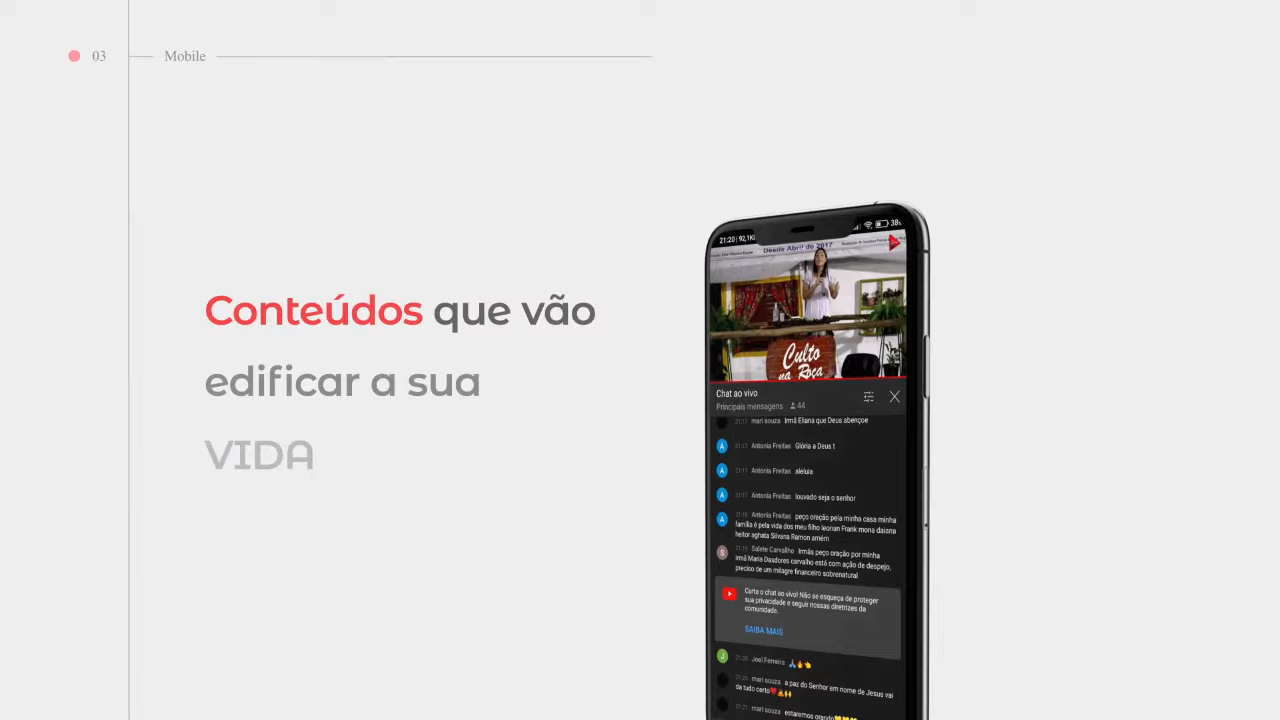 03 Mobile
Conteúdos que vão
edificar a sua
VIDA
21:20 | 92,1K
38%
Desde Abril de 2017
Culto
na Roça
Chat ao vivo
Principais mensagens 44
21:17 mari souza Irmã Eliana que Deus abençoe
A 21:17 Antonia Freitas Glória a Deus t
A 21:17 Antonia Freitas aleluia
A 21:17 Antonia Freitas louvado seja o senhor
A 21:18 Antonia Freitas peço oração pela minha casa minha
família é pela vida dos meu filho leonan Frank mona daiana
heitor aghata Silvana Ramon amém
S 21:19 Salete Carvalho Irmãs peço oração por minha
irmã Maria Daadores carvalho está com ação de despejo,
preciso de um milagre financeiro sobrenatural
Curta o chat ao vivo! Não se esqueça de proteger
sua privacidade e seguir nossas diretrizes da
comunidade.
SAIBA MAIS
J 21:20 Joel Ferreira 🙏🔥👈
21:20 mari souza a paz do Senhor em nome de Jesus vai
da tudo certo❤️🙏🙌
21:21 mari souza estaremos orando